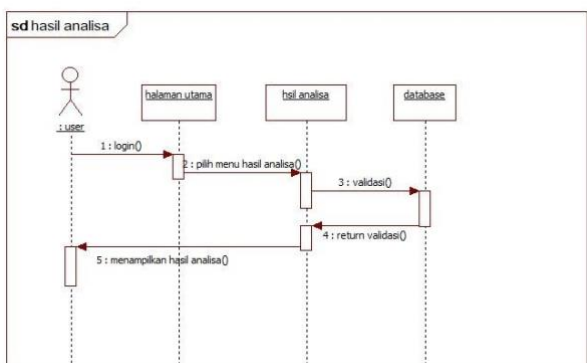 sd hasil analisa
: user
halaman utama
hsil analisa
database
1 : login()
2 : pilih menu hasil analisa()
3 : validasi()
4 : return validasi()
5 : menampilkan hasil analisa()